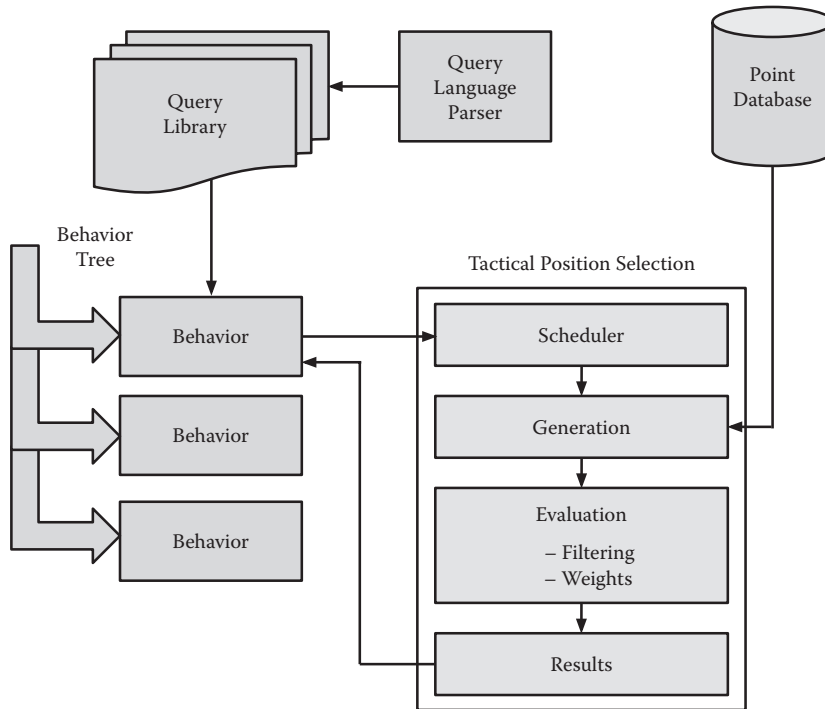 Query
Library
Query
Language
Parser
Point
Database
Behavior
Tree
Tactical Position Selection
Behavior
Scheduler
Behavior
Generation
Behavior
Evaluation
– Filtering
– Weights
Results